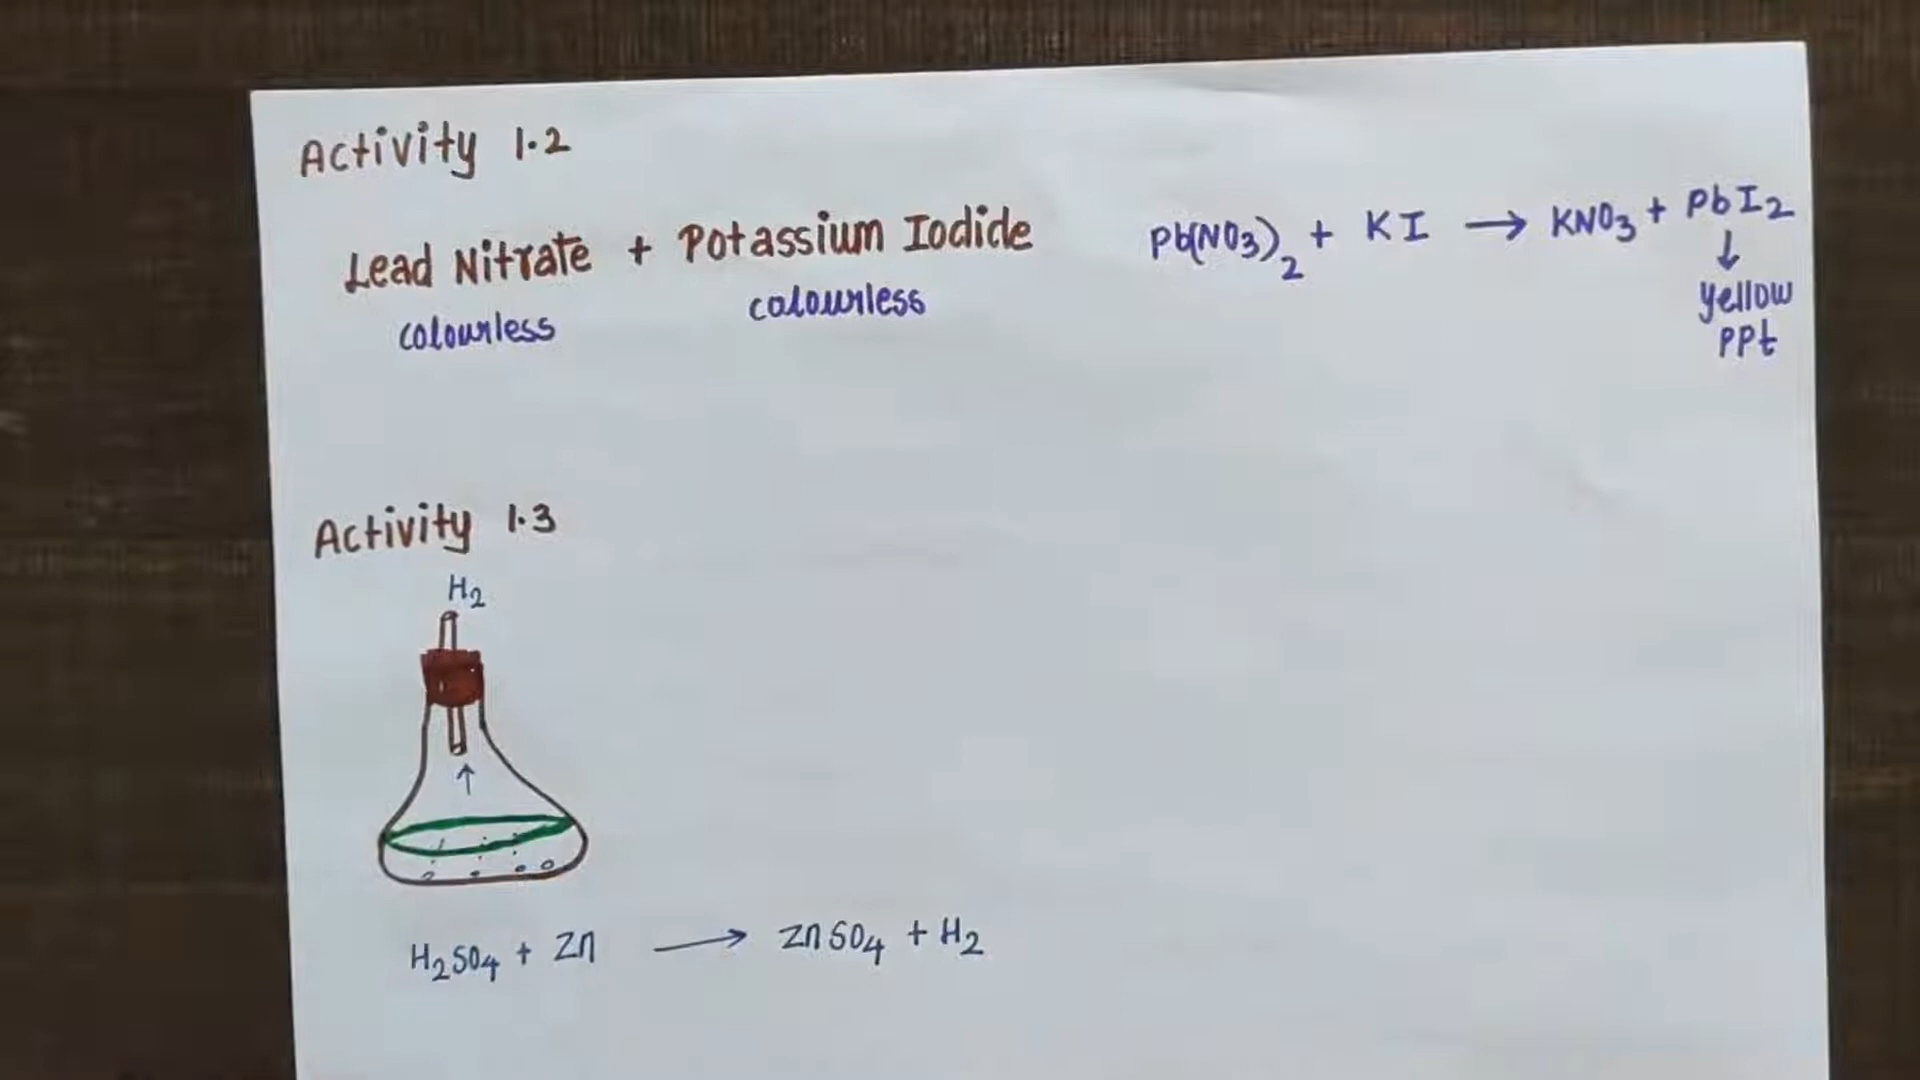 Activity 1.2
Lead Nitrate + Potassium Iodide
colourless colourless
Pb(NO3)2 + KI → KNO3 + PbI2
↓
yellow
ppt
Activity 1.3
H2
↑
H2SO4 + Zn → ZnSO4 + H2